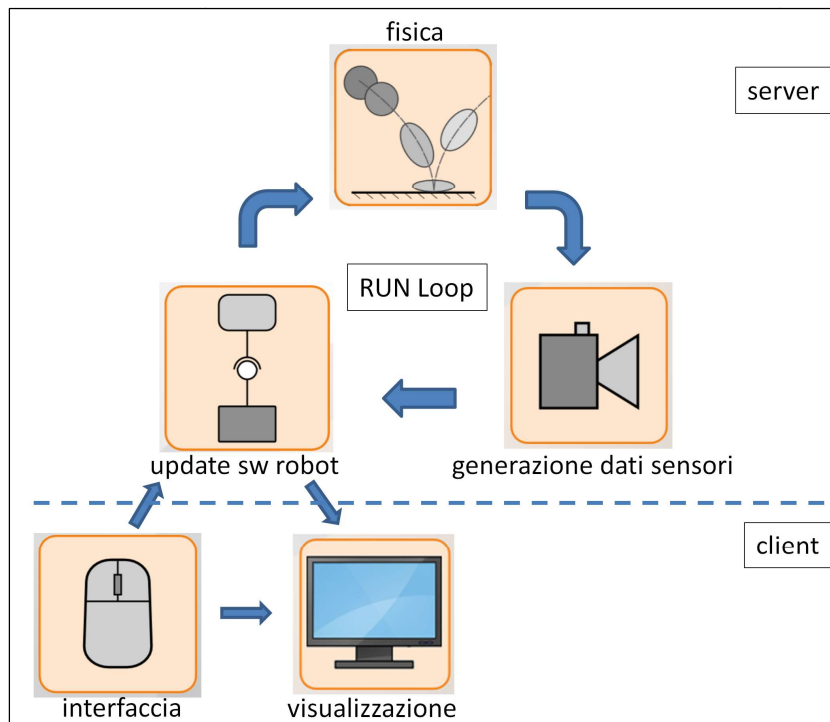 fisica
server
RUN Loop
update sw robot
generazione dati sensori
client
interfaccia
visualizzazione